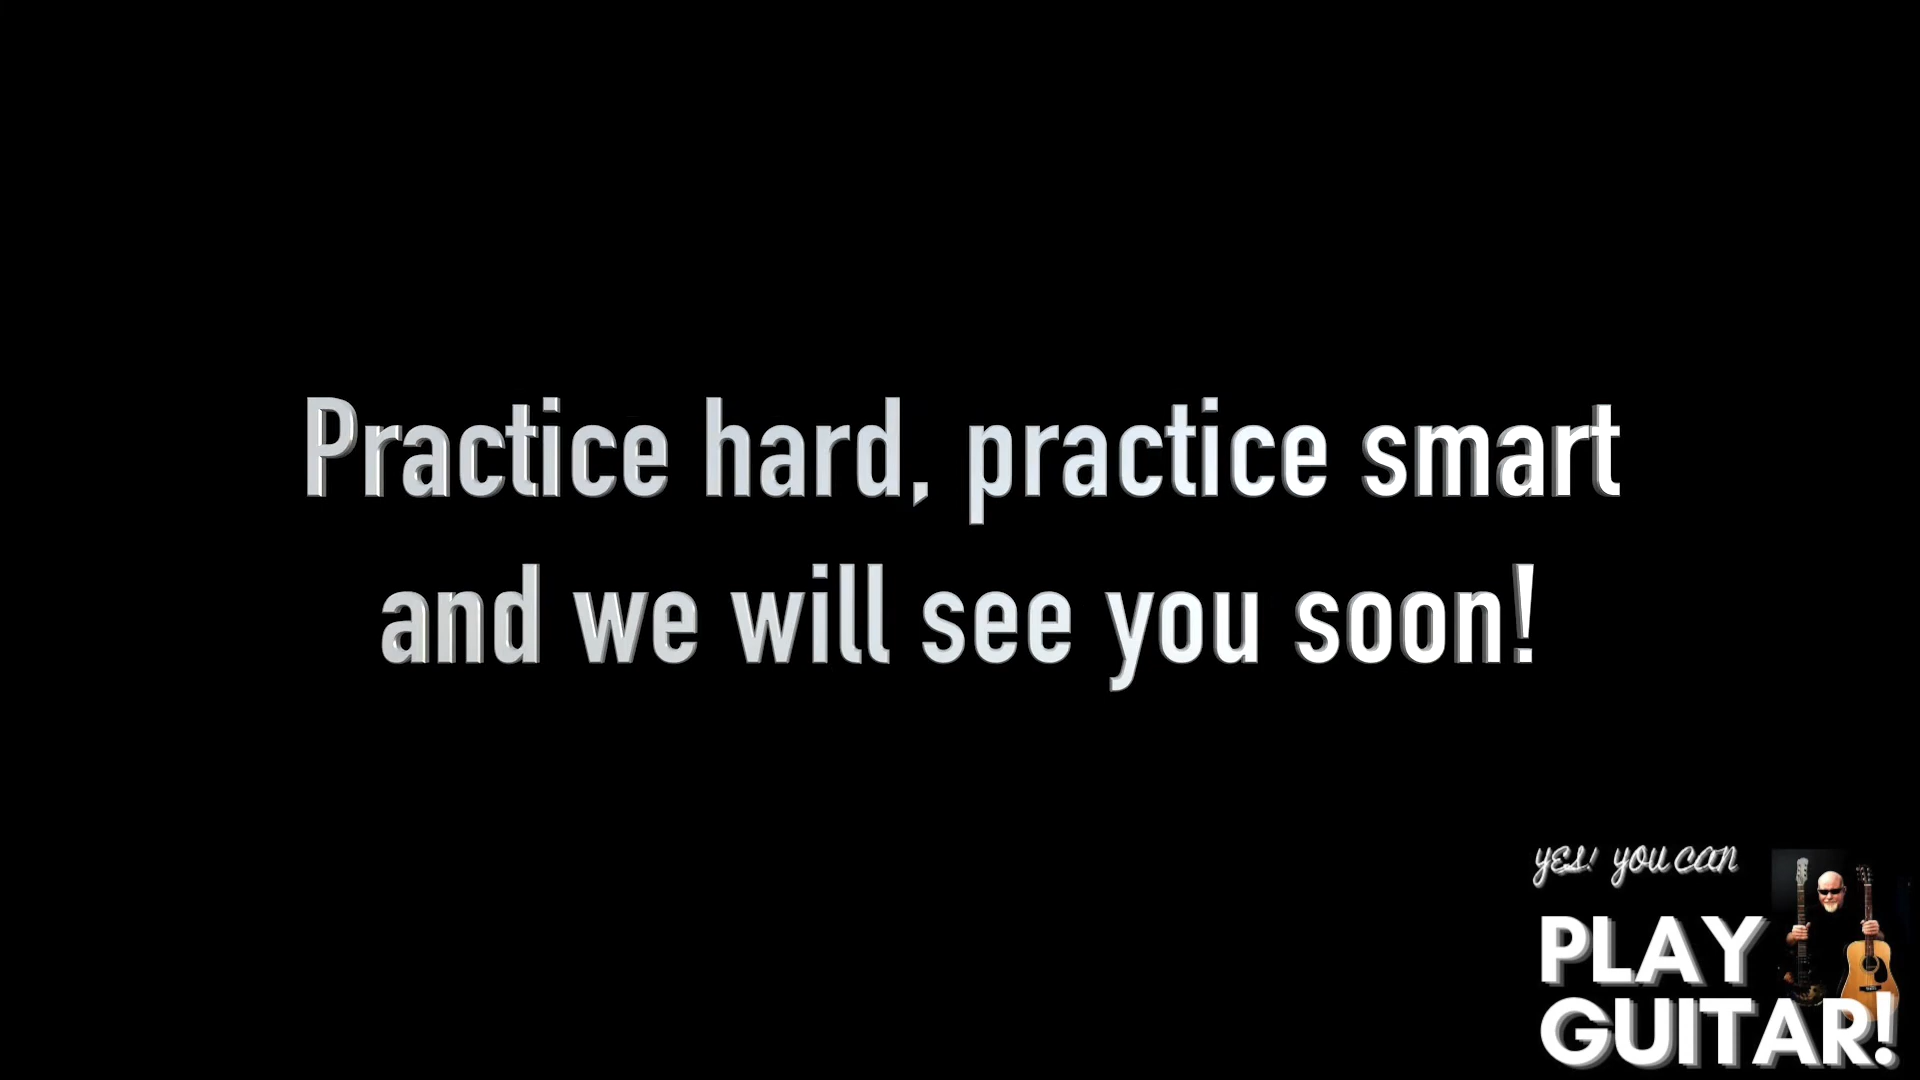 Practice hard, practice smart
and we will see you soon!
yes! you can
PLAY
GUITAR!